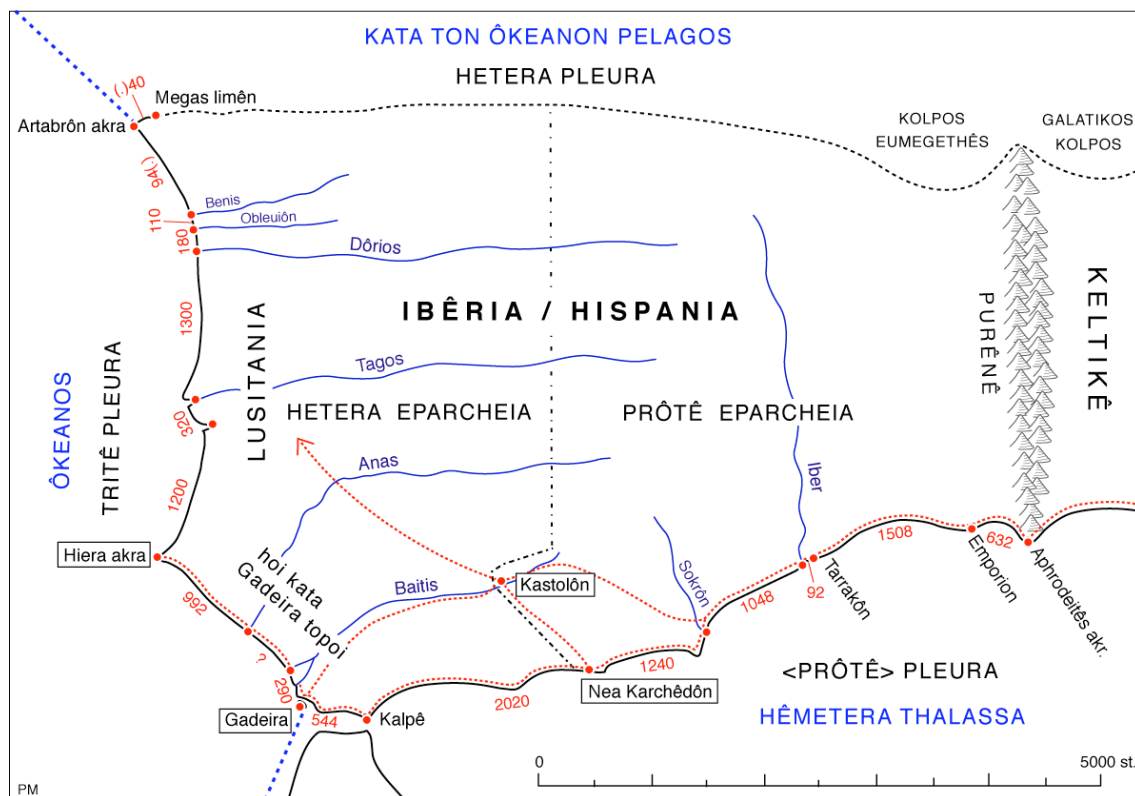 KATA TON ÔKEANON PELAGOS
HETERA PLEURA
(.)40
Megas limên
Artabrôn akra
KOLPOS
EUMEGETHÊS
GALATIKOS
KOLPOS
94(.)
Benis
110
Obleuiôn
180
Dôrios
1300
IBÊRIA / HISPANIA
PURÊNÊ
KELTIKÊ
LUSITANIA
Tagos
ÔKEANOS
TRITÊ PLEURA
320
HETERA EPARCHEIA
PRÔTÊ EPARCHEIA
Anas
Iber
1200
1508
632
Hiera akra
hoi kata
Gadeira topoi
Baitis
Kastolôn
Sokrôn
1048
92
Tarrakôn
Emporion
Aphrodeitês akr.
992
?
1240
<PRÔTÊ> PLEURA
290
2020
Nea Karchêdôn
Gadeira
544
Kalpê
HÊMETERA THALASSA
0
5000 st.
PM